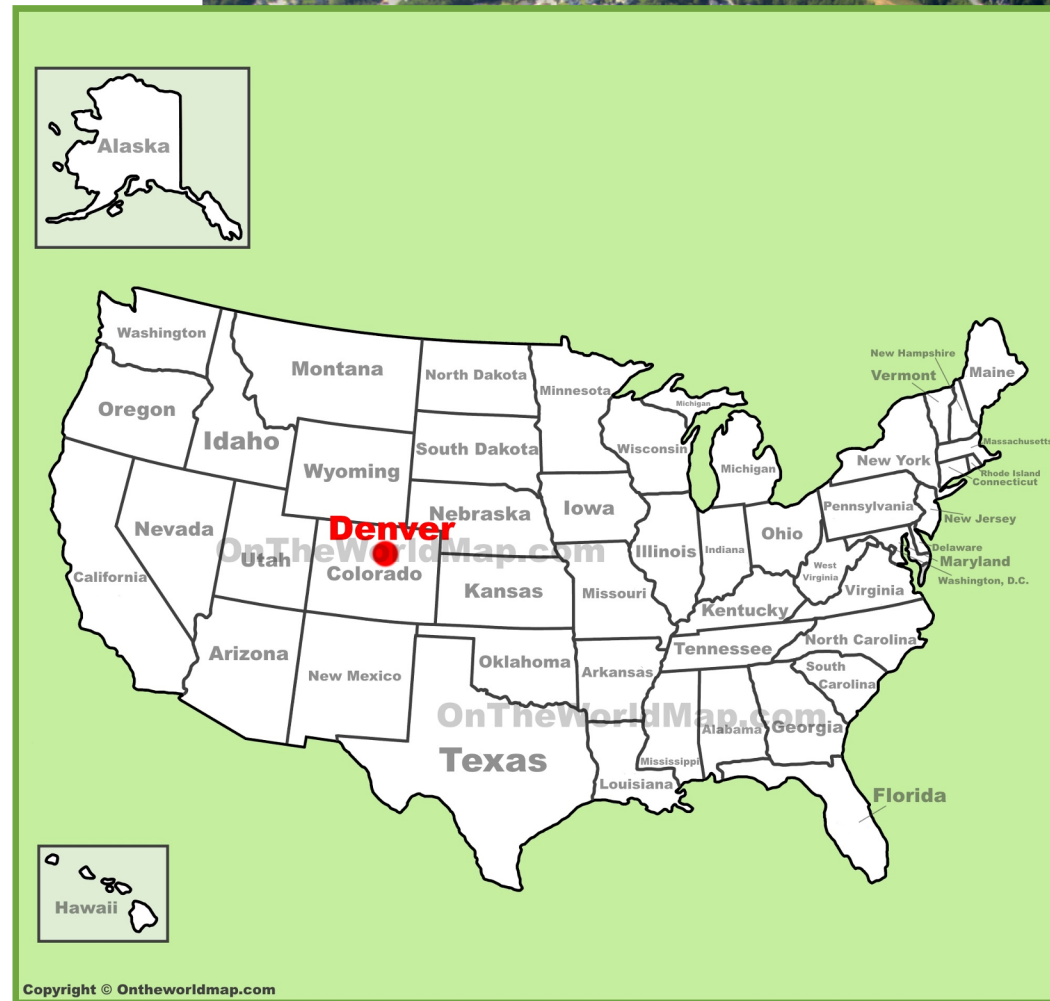 Alaska
Washington
Montana
North Dakota
Minnesota
Michigan
New Hampshire
Vermont
Maine
Oregon
Idaho
Wyoming
South Dakota
Wisconsin
Michigan
New York
Massachusetts
Rhode Island
Connecticut
Nevada
Denver
Nebraska
Iowa
Illinois
Indiana
Ohio
Pennsylvania
New Jersey
OnTheWorldMap.com
California
Utah
Colorado
Kansas
Missouri
West
Virginia
Virginia
Delaware
Maryland
Washington, D.C.
Kentucky
Arizona
New Mexico
Oklahoma
Arkansas
Tennessee
North Carolina
South
Carolina
OnTheWorldMap.com
Texas
Louisiana
Mississippi
Alabama
Georgia
Florida
Hawaii
Copyright © Ontheworldmap.com